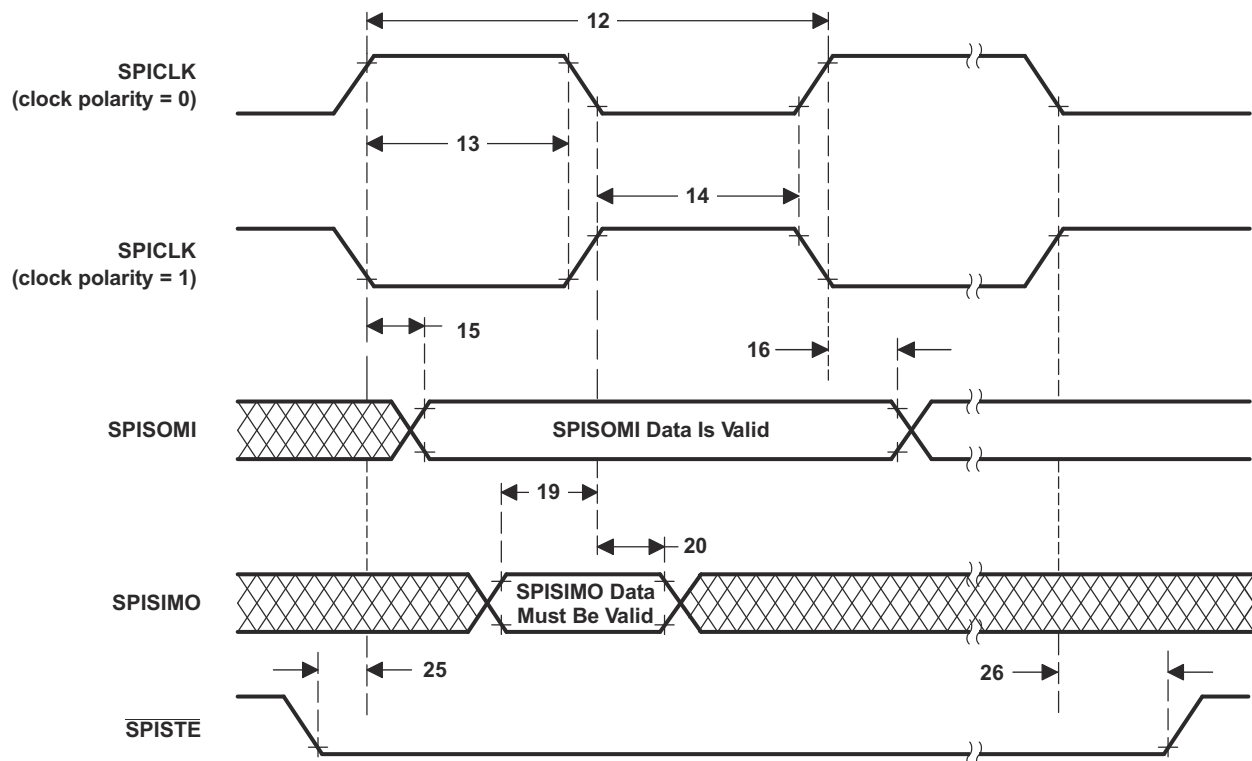 12
SPICLK
(clock polarity = 0)
13
14
SPICLK
(clock polarity = 1)
15
16
SPISOMI
SPISOMI Data Is Valid
19
20
SPISIMO
SPISIMO Data
Must Be Valid
25
26
SPISTE